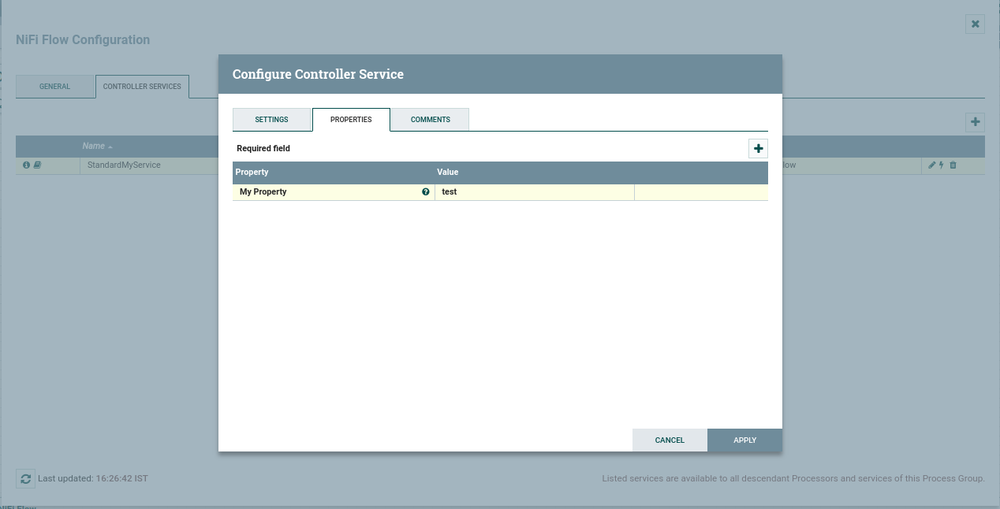 NiFi Flow Configuration
GENERAL
CONTROLLER SERVICES
Name
StandardMyService
low
Configure Controller Service
SETTINGS
PROPERTIES
COMMENTS
Required field
Property Value
My Property test
CANCEL
APPLY
Last updated: 16:26:42 IST
Listed services are available to all descendant Processors and services of this Process Group.
NiFi Flow